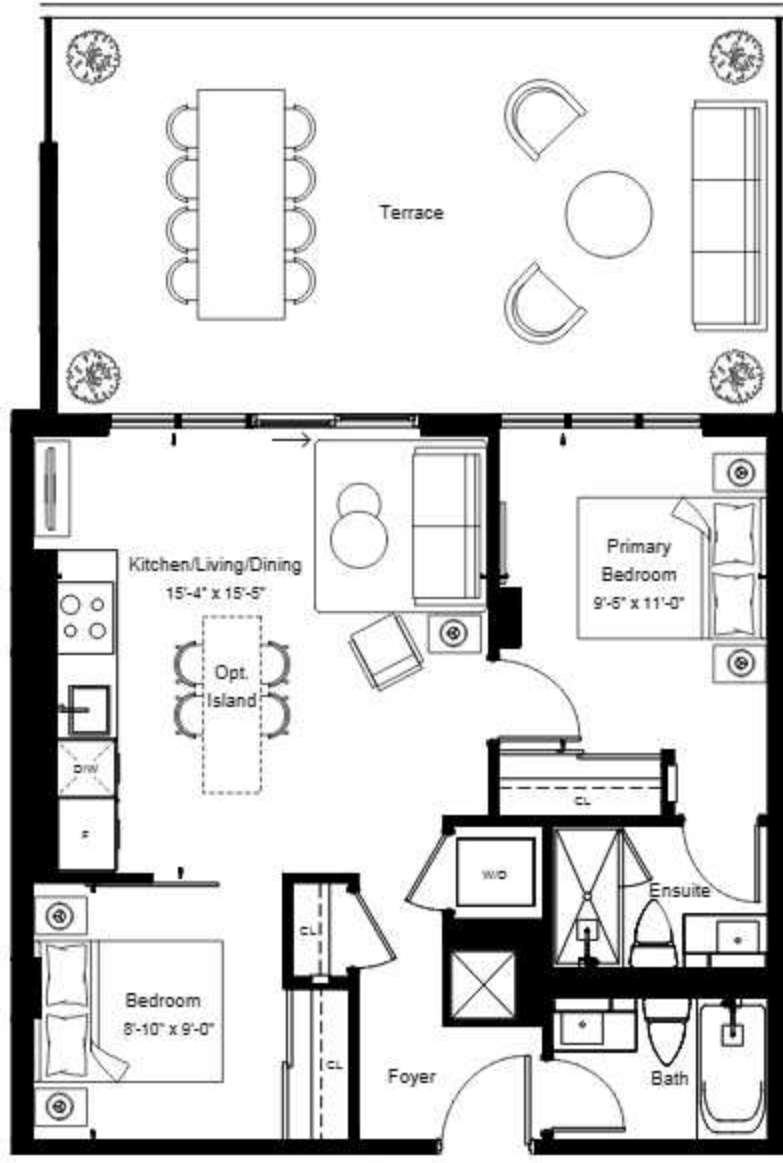 Terrace
Kitchen/Living/Dining
15'-4" x 15'-5"
Primary
Bedroom
9'-5" x 11'-0"
Opt.
Island
D/W
CL
F
W/D
Ensuite
CL
Bedroom
8'-10" x 9'-0"
CL
Foyer
Bath